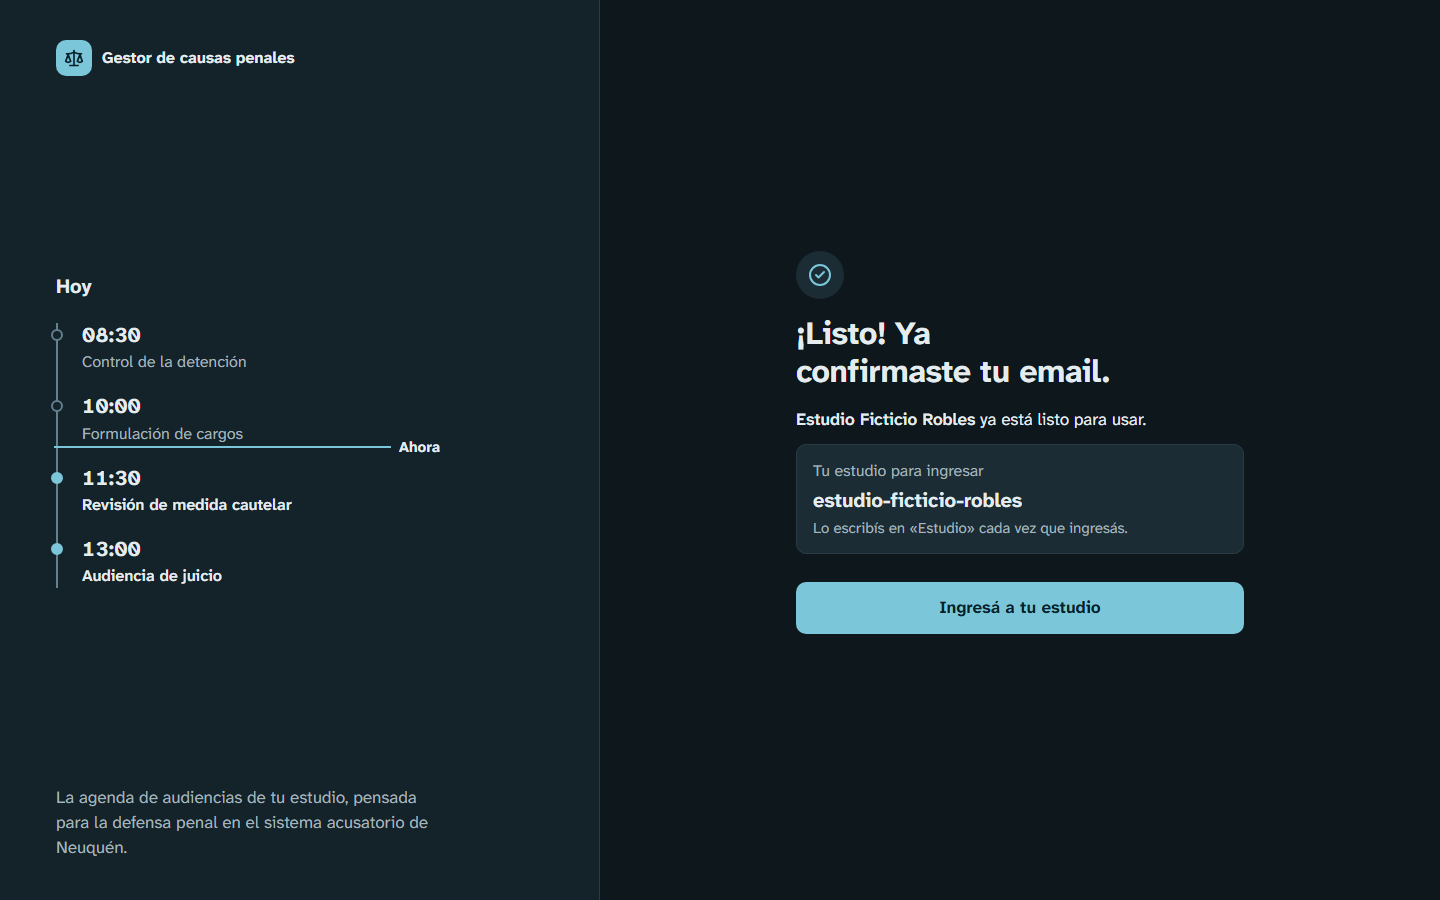 Gestor de causas penales
Hoy
08:30
Control de la detención
10:00
Formulación de cargos
Ahora
11:30
Revisión de medida cautelar
13:00
Audiencia de juicio
La agenda de audiencias de tu estudio, pensada
para la defensa penal en el sistema acusatorio de
Neuquén.
¡Listo! Ya
confirmaste tu email.
Estudio Ficticio Robles ya está listo para usar.
Tu estudio para ingresar
estudio-ficticio-robles
Lo escribís en «Estudio» cada vez que ingresás.
Ingresá a tu estudio